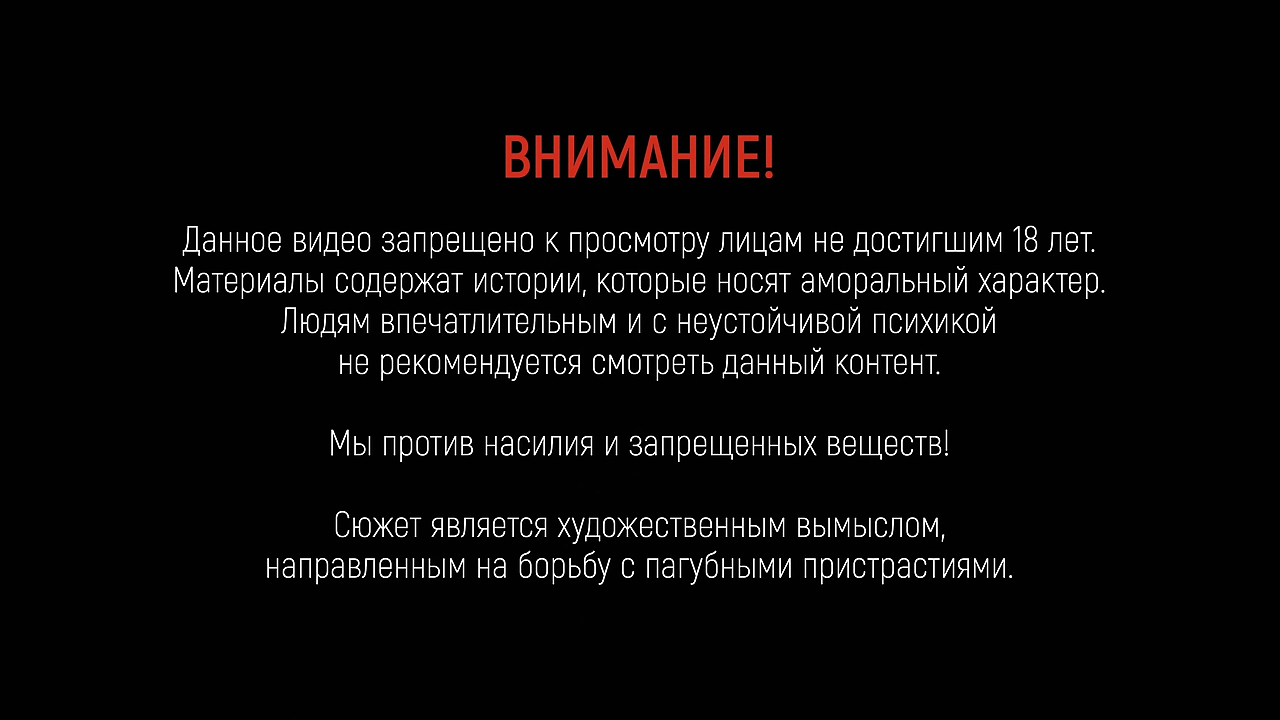 ВНИМАНИЕ!
Данное видео запрещено к просмотру лицам не достигшим 18 лет.
Материалы содержат истории, которые носят аморальный характер.
Людям впечатлительным и с неустойчивой психикой
не рекомендуется смотреть данный контент.
Мы против насилия и запрещенных веществ!
Сюжет является художественным вымыслом,
направленным на борьбу с пагубными пристрастиями.